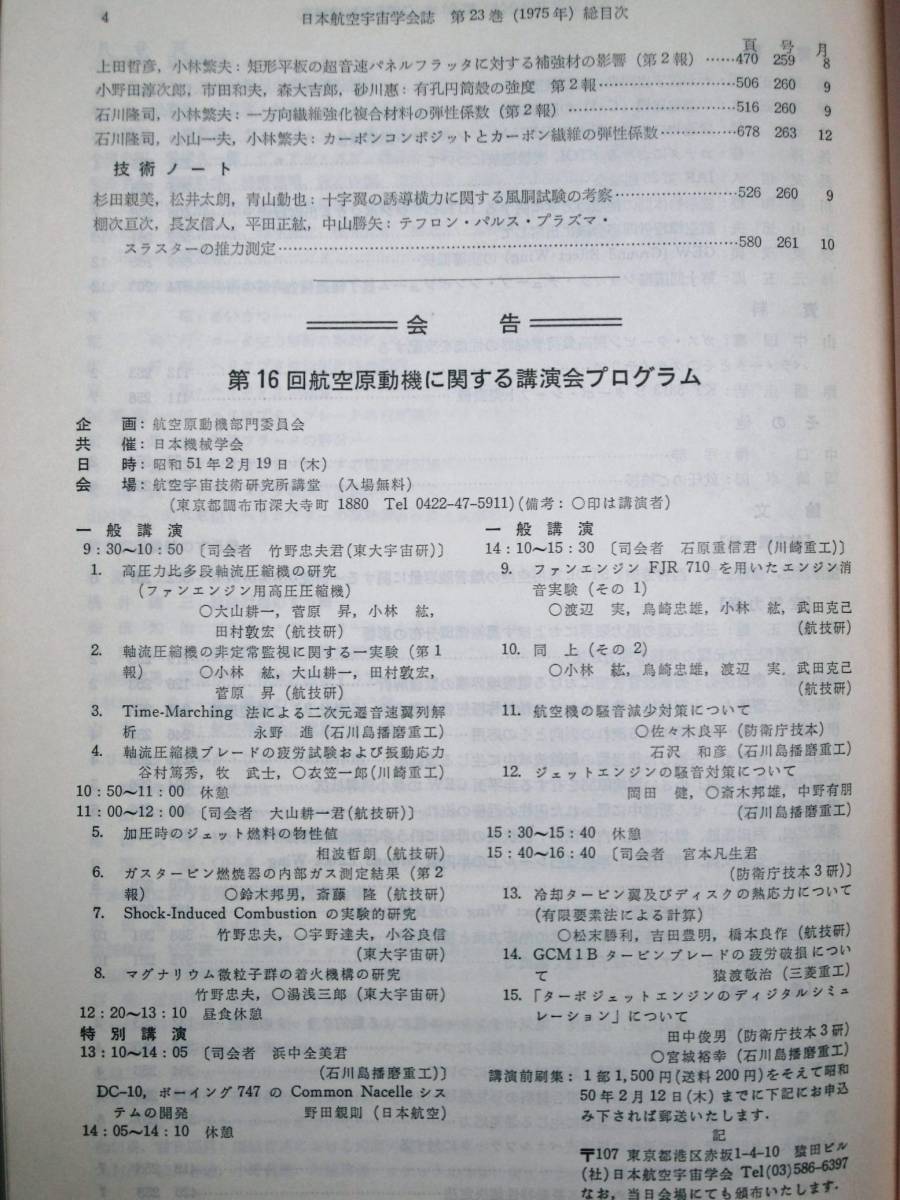 4
日本航空宇宙学会誌 第23巻 (1975年) 総目次
頁 号 月
上田哲彦, 小林繁夫: 矩形平板の超音速パネルフラッタに対する補強材の影響 (第2報) ……470 259 8
小野田淳次郎, 市田和夫, 森大吉郎, 砂川惠: 有孔円筒殻の強度 第2報……506 260 9
石川隆司, 小林繁夫: 一方向繊維強化複合材料の弾性係数 (第2報)……516 260 9
石川隆司, 小山一夫, 小林繁夫: カーボンコンポジットとカーボン繊維の弾性係数……678 263 12
技術ノート
杉田親美, 松井太朗, 青山勳也: 十字翼の誘導横力に関する風胴試験の考察……526 260 9
棚次亘次, 長友信人, 平田正紘, 中山勝矢: テフロン・パルス・プラズマ・
スラスターの推力測定……580 261 10
会 告
第16回航空原動機に関する講演会プログラム
企 画: 航空原動機部門委員会
共 催: 日本機械学会
日 時: 昭和51年2月19日 (木)
会 場: 航空宇宙技術研究所講堂 (入場無料)
(東京都調布市深大寺町 1880 Tel 0422-47-5911) (備考: ○印は講演者)
一般講演
9:30〜10:50 〔司会者 竹野忠夫君(東大宇宙研)〕
1. 高圧力比多段軸流圧縮機の研究
(ファンエンジン用高圧圧縮機)
○大山耕一, 菅原 昇, 小林 紘,
田村敦宏 (航技研)
2. 軸流圧縮機の非定常監視に関する一実験 (第1
報) ○小林 紘, 大山耕一, 田村敦宏,
菅原 昇 (航技研)
3. Time-Marching 法による二次元遷音速翼列解
析 永野 進 (石川島播磨重工)
4. 軸流圧縮機ブレードの疲労試験および振動応力
谷村篤秀, 牧 武士, ○衣笠一郎 (川崎重工)
10:50〜11:00 休憩
11:00〜12:00 〔司会者 大山耕一君(航技研)〕
5. 加圧時のジェット燃料の物性値
相波哲朗 (航技研)
6. ガスタービン燃焼器の内部ガス測定結果 (第2
報) ○鈴木邦男, 斎藤 隆 (航技研)
7. Shock-Induced Combustion の実験的研究
竹野忠夫, ○宇野達夫, 小谷良信
(東大宇宙研)
8. マグナリウム微粒子群の着火機構の研究
竹野忠夫, ○湯浅三郎 (東大宇宙研)
12:20〜13:10 昼食休憩
特別講演
13:10〜14:05 〔司会者 浜中全美君
(石川島播磨重工)〕
DC-10, ボーイング747 の Common Nacelle シス
テムの開発 野田親則 (日本航空)
14:05〜14:10 休憩
一般講演
14:10〜15:30 〔司会者 石原重信君 (川崎重工)〕
9. ファンエンジン FJR 710 を用いたエンジン消
音実験 (その1)
○渡辺 実, 鳥崎忠雄, 小林 紘, 武田克己
(航技研)
10. 同 上 (その2)
○小林 紘, 鳥崎忠雄, 渡辺 実, 武田克己
(航技研)
11. 航空機の騒音減少対策について
○佐々木良平 (防衛庁技本)
石沢 和彦 (石川島播磨重工)
12. ジェットエンジンの騒音対策について
岡田 健, ○斎木邦雄, 中野有朋
(石川島播磨重工)
15:30〜15:40 休憩
15:40〜16:40 〔司会者 宮本凡生君
(防衛庁技本3研)〕
13. 冷却タービン翼及びディスクの熱応力について
(有限要素法による計算)
○松末勝利, 吉田豊明, 橋本良作 (航技研)
14. GCM1B タービンブレードの疲労破損につい
て 猿渡敬治 (三菱重工)
15. 「ターボジェットエンジンのディジタルシミュ
レーション」について
田中俊男 (防衛庁技本3研)
○宮城裕幸 (石川島播磨重工)
講演前刷集: 1部1,500円 (送料200円) をそえて昭和
50年2月12日(木) までに下記にお申込
み下されば郵送いたします.
記
〒107 東京都港区赤坂1-4-10 猿田ビル
(社)日本航空宇宙学会 Tel (03) 586-6397
なお, 当日会場にても頒布いたします.